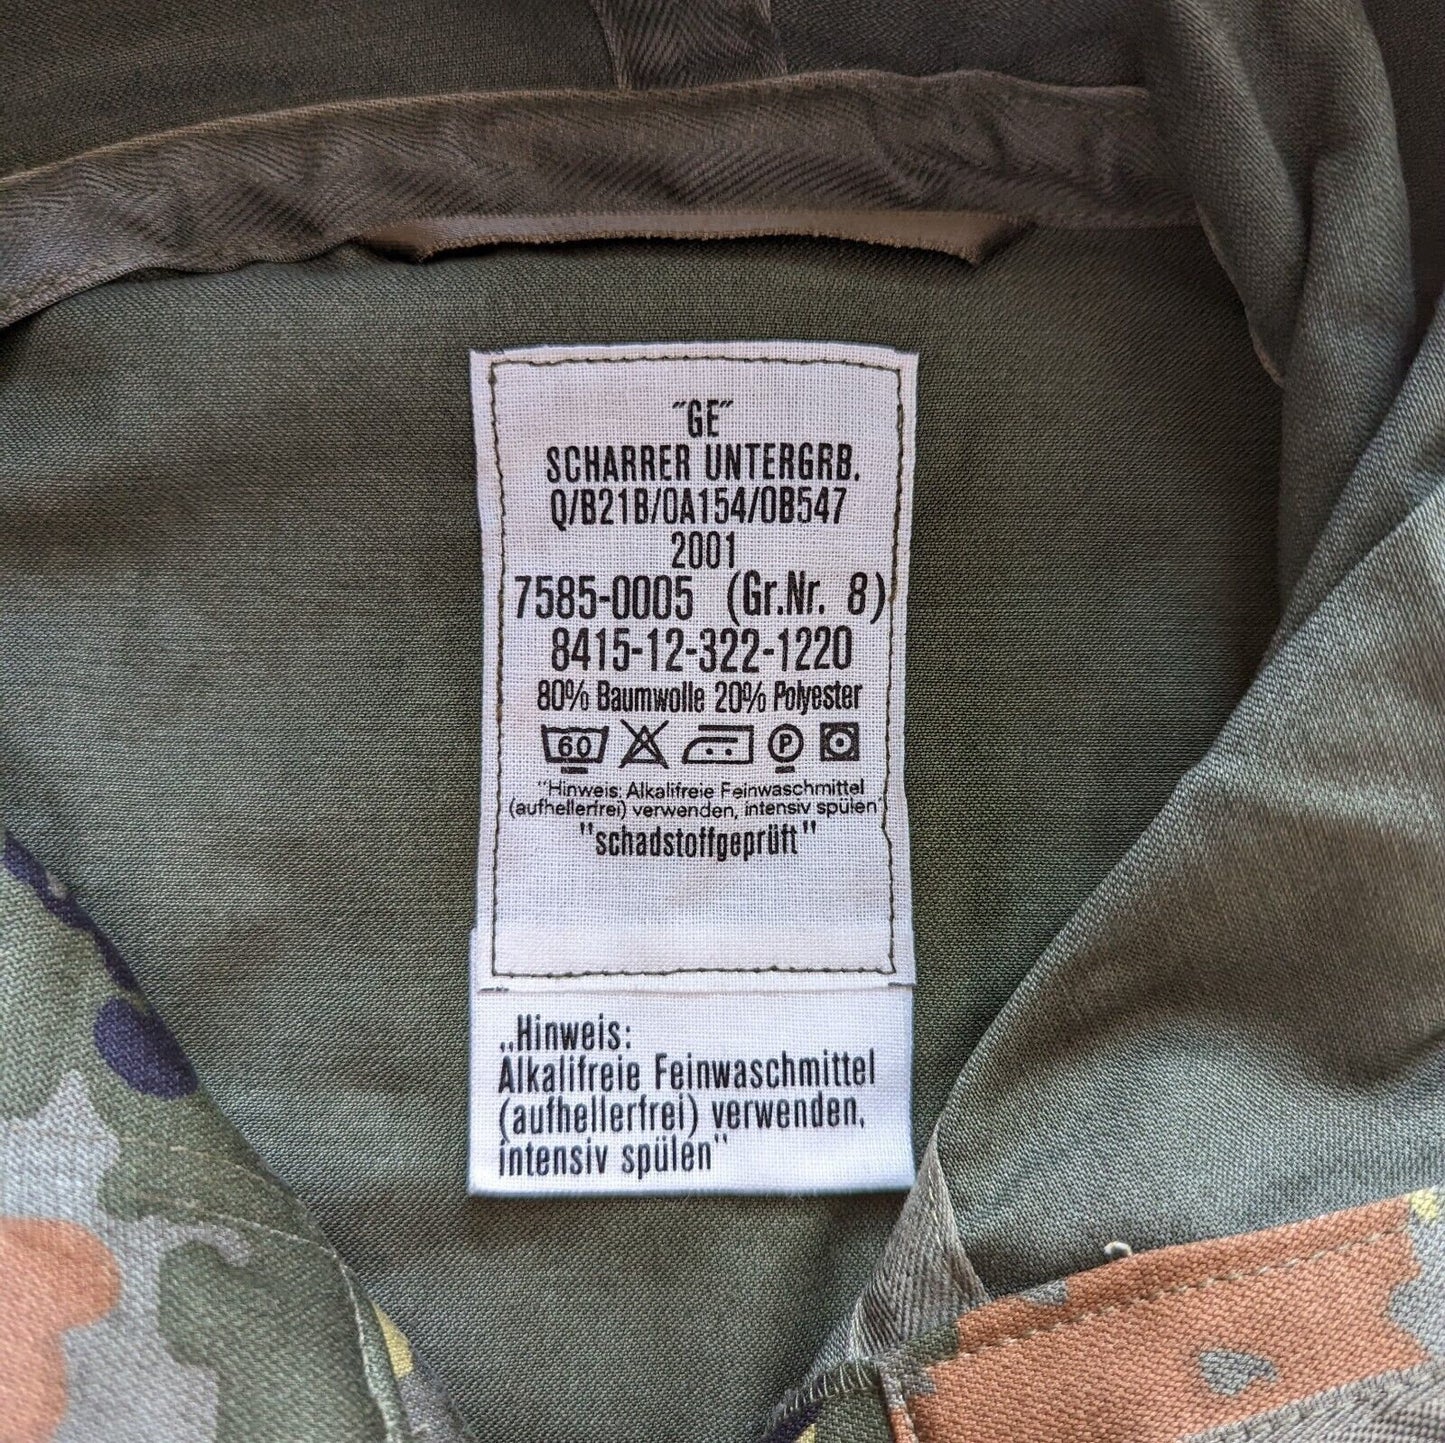 "GE"
SCHARRER UNTERGRB.
Q/B21B/0A154/0B547
2001
7585-0005 (Gr.Nr. 8)
8415-12-322-1220
80% Baumwolle 20% Polyester
60 P
"Hinweis: Alkalifreie Feinwaschmittel
(aufhellerfrei) verwenden, intensiv spülen"
"schadstoffgeprüft"
„Hinweis:
Alkalifreie Feinwaschmittel
(aufhellerfrei) verwenden,
intensiv spülen"